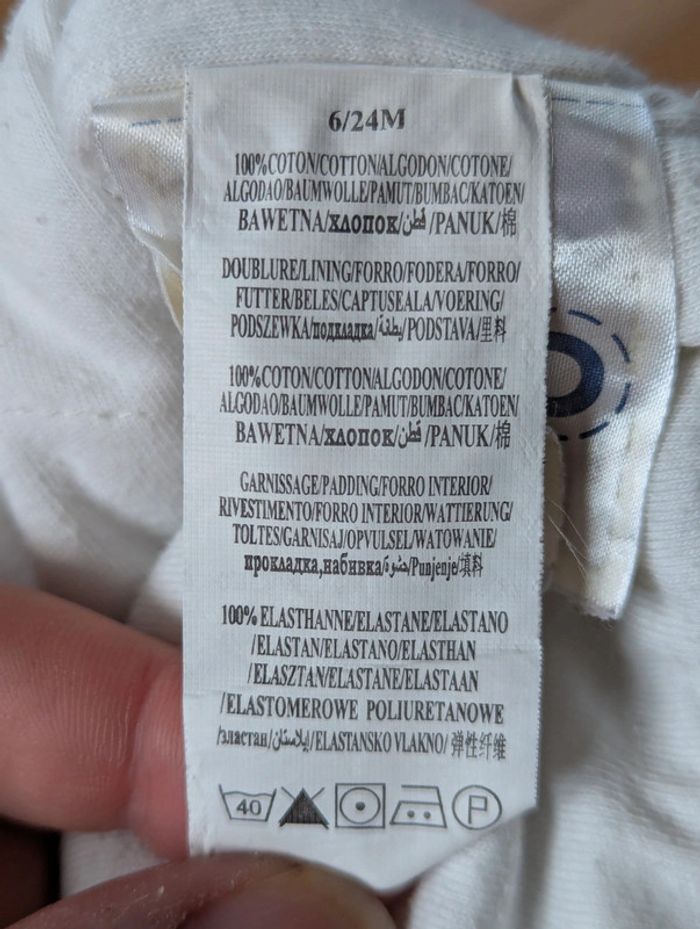 6/24M
100%COTON/COTTON/ALGODON/COTONE/
ALGODAO/BAUMWOLLE/PAMUT/BUMBAC/KATOEN/
BAWETNA/хлопок/قطن/PANUK/棉
DOUBLURE/LINING/FORRO/FODERA/FORRO/
FUTTER/BELES/CAPTUSEALA/VOERING/
PODSZEWKA/подкладка/بطانة/PODSTAVA/里料
100%COTON/COTTON/ALGODON/COTONE/
ALGODAO/BAUMWOLLE/PAMUT/BUMBAC/KATOEN/
BAWETNA/хлопок/قطن/PANUK/棉
GARNISSAGE/PADDING/FORRO INTERIOR/
RIVESTIMENTO/FORRO INTERIOR/WATTIERUNG/
TOLTES/GARNISAJ/OPVULSEL/WATOWANIE/
прокладка,набивка/حشوة/Punjenje/填料
100% ELASTHANNE/ELASTANE/ELASTANO
/ELASTAN/ELASTANO/ELASTHAN
/ELASZTAN/ELASTANE/ELASTAAN
/ELASTOMEROWE POLIURETANOWE
/эластан/إيلاستان/ELASTANSKO VLAKNO/弹性纤维
40 P